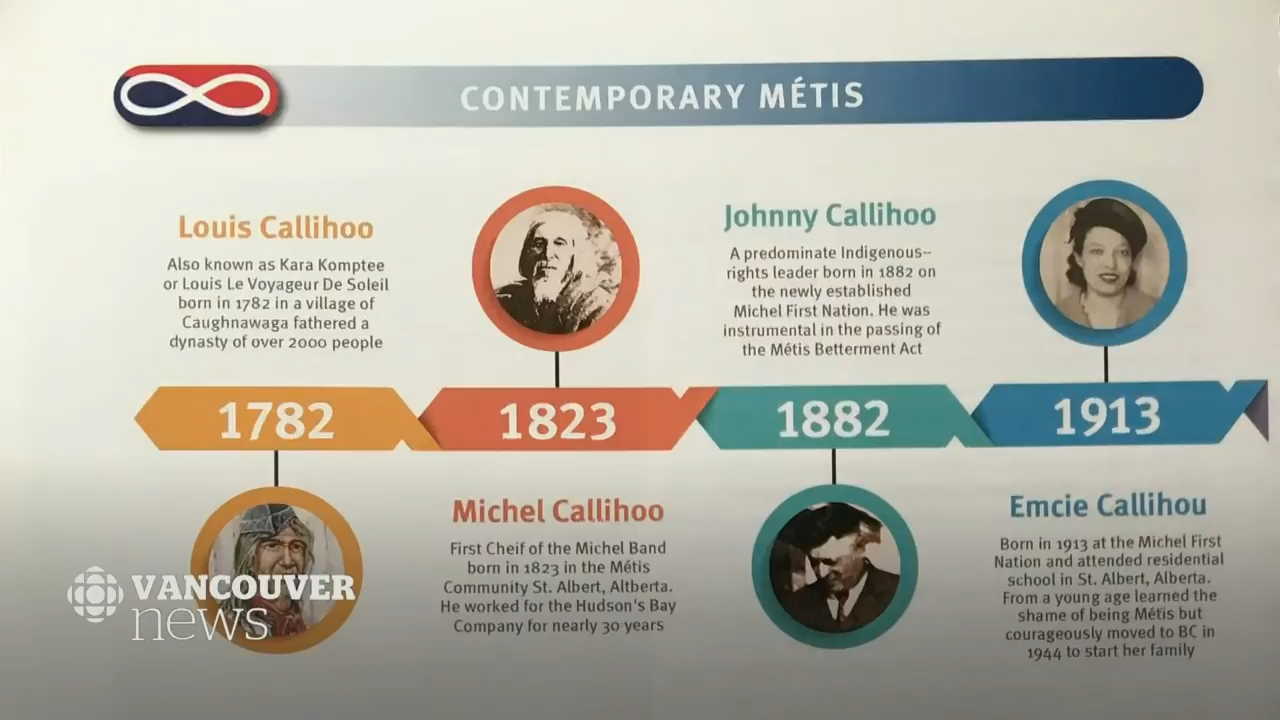 CONTEMPORARY MÉTIS
Louis Callihoo
Also known as Kara Komptee
or Louis Le Voyageur De Soleil
born in 1782 in a village of
Caughnawaga fathered a
dynasty of over 2000 people
Johnny Callihoo
A predominate Indigenous–
rights leader born in 1882 on
the newly established
Michel First Nation. He was
instrumental in the passing of
the Métis Betterment Act
1782
1823
1882
1913
Michel Callihoo
First Cheif of the Michel Band
born in 1823 in the Métis
Community St. Albert, Altberta.
He worked for the Hudson's Bay
Company for nearly 30 years
Emcie Callihou
Born in 1913 at the Michel First
Nation and attended residential
school in St. Albert, Alberta.
From a young age learned the
shame of being Métis but
courageously moved to BC in
1944 to start her family
VANCOUVER
news